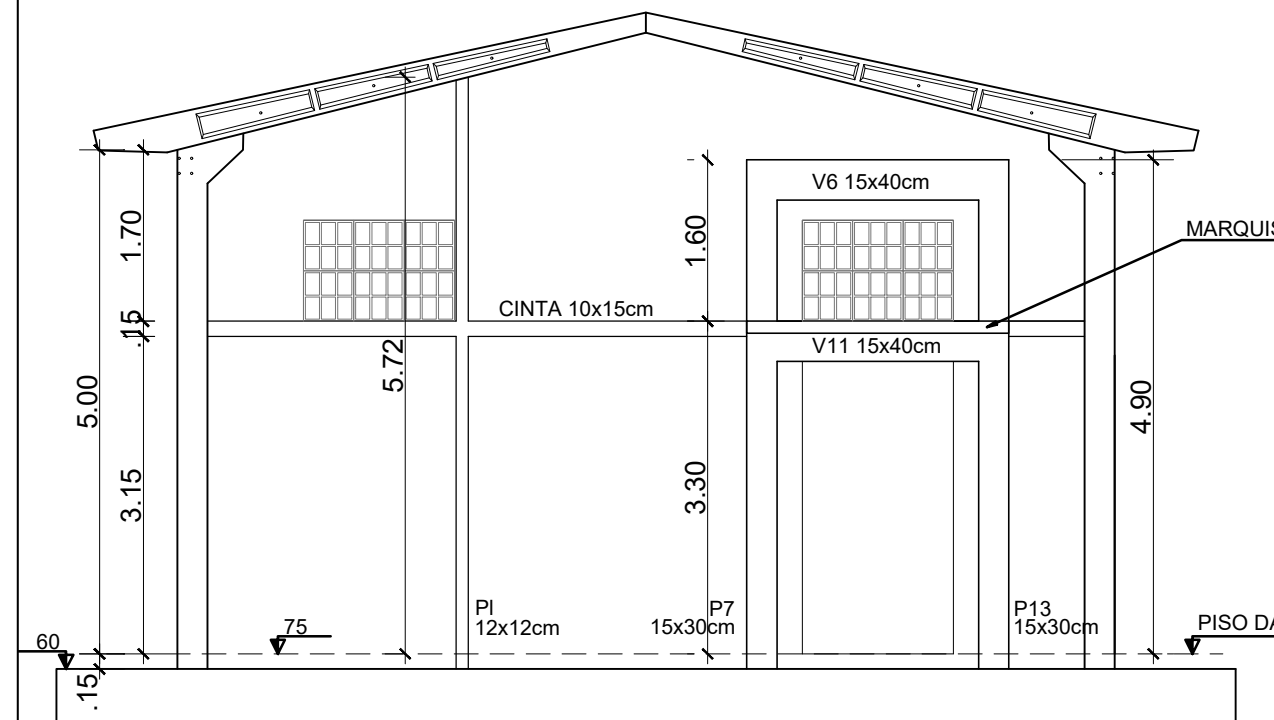 V6 15x40cm
1.70
1.60
MARQUIS
CINTA 10x15cm
.15
V11 15x40cm
5.72
5.00
4.90
3.15
3.30
PI
12x12cm
P7
15x30cm
P13
15x30cm
75
60
PISO DA
.15